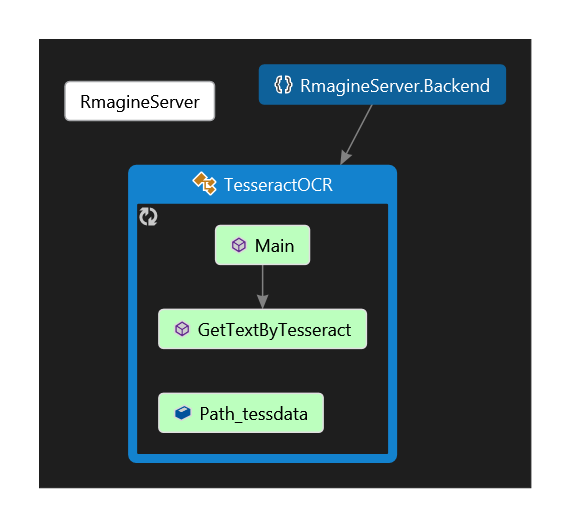 RmagineServer
RmagineServer.Backend
TesseractOCR
Main
GetTextByTesseract
Path_tessdata